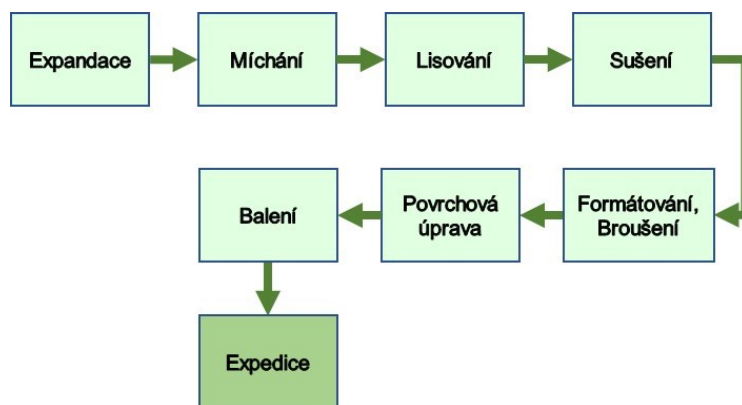 Expandace
Míchání
Lisování
Sušení
Formátování,
Broušení
Povrchová
úprava
Balení
Expedice